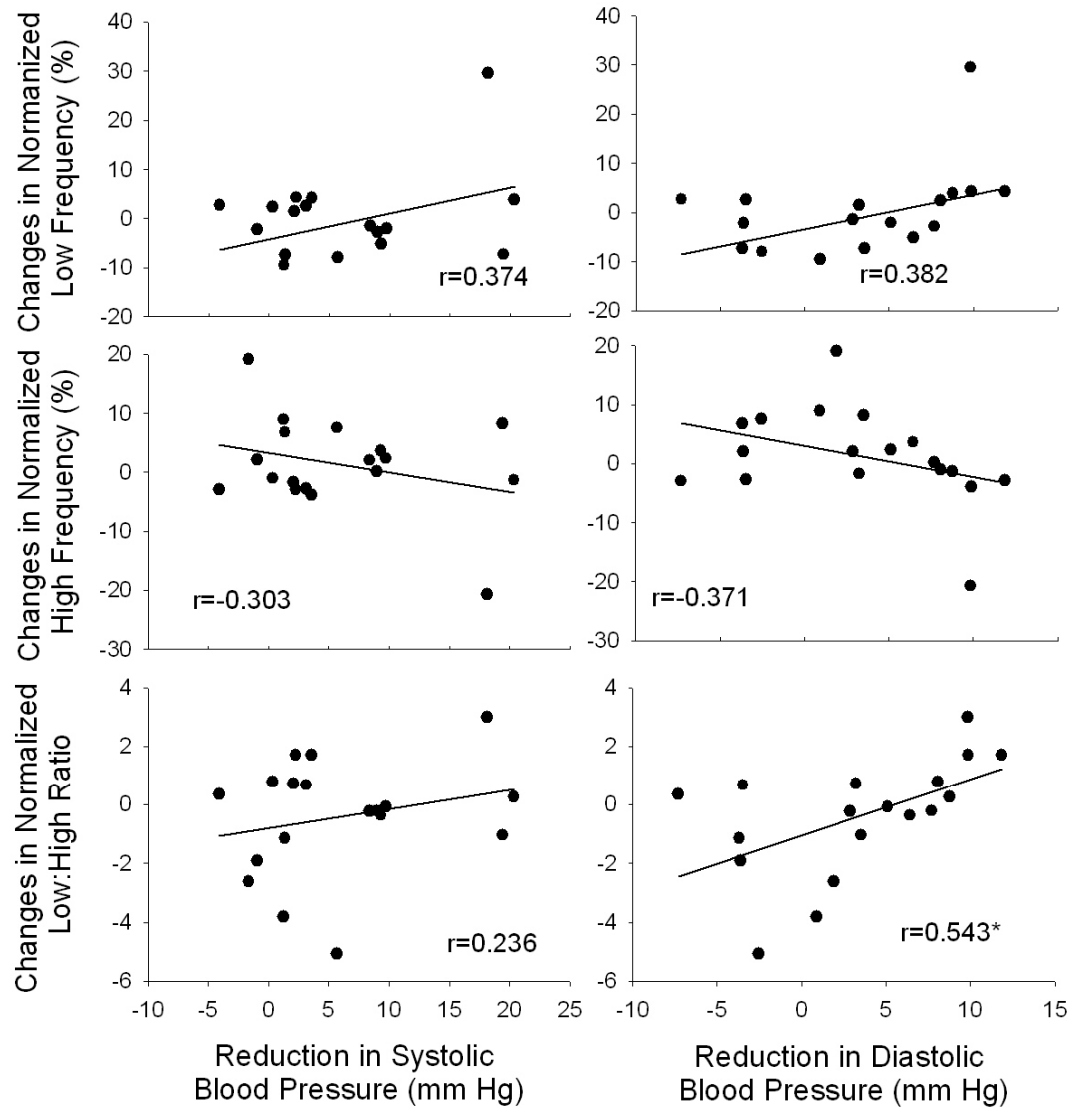 Changes in Normanized
Low Frequency (%)
40
30
20
10
0
-10
-20
r=0.374
40
30
20
10
0
-10
-20
r=0.382
Changes in Normalized
High Frequency (%)
20
10
0
-10
-20
-30
r=-0.303
20
10
0
-10
-20
-30
r=-0.371
Changes in Normalized
Low:High Ratio
4
2
0
-2
-4
-6
r=0.236
-10 -5 0 5 10 15 20 25
Reduction in Systolic
Blood Pressure (mm Hg)
4
2
0
-2
-4
-6
r=0.543*
-10 -5 0 5 10 15
Reduction in Diastolic
Blood Pressure (mm Hg)